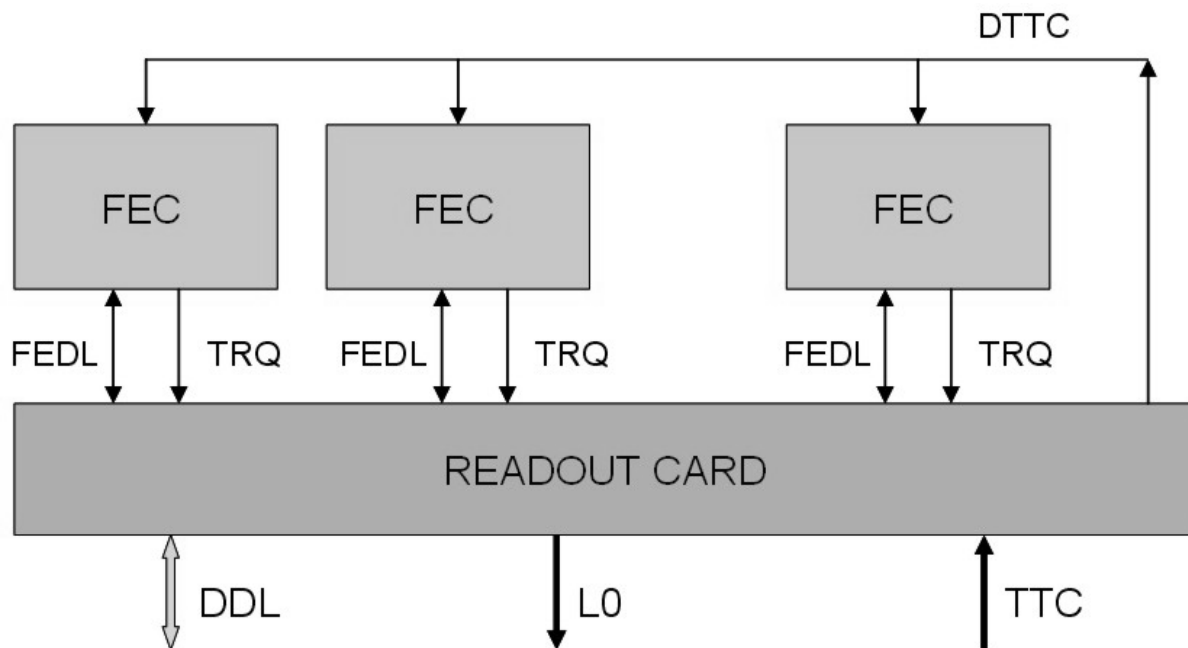 DTTC
FEC FEC FEC
FEDL TRQ FEDL TRQ FEDL TRQ
READOUT CARD
DDL L0 TTC